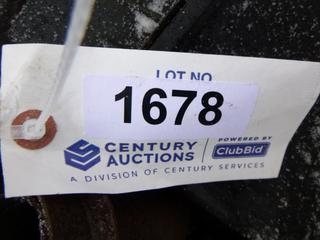 LOT NO
1678
CENTURY
AUCTIONS
POWERED BY
ClubBid
A DIVISION OF CENTURY SERVICES